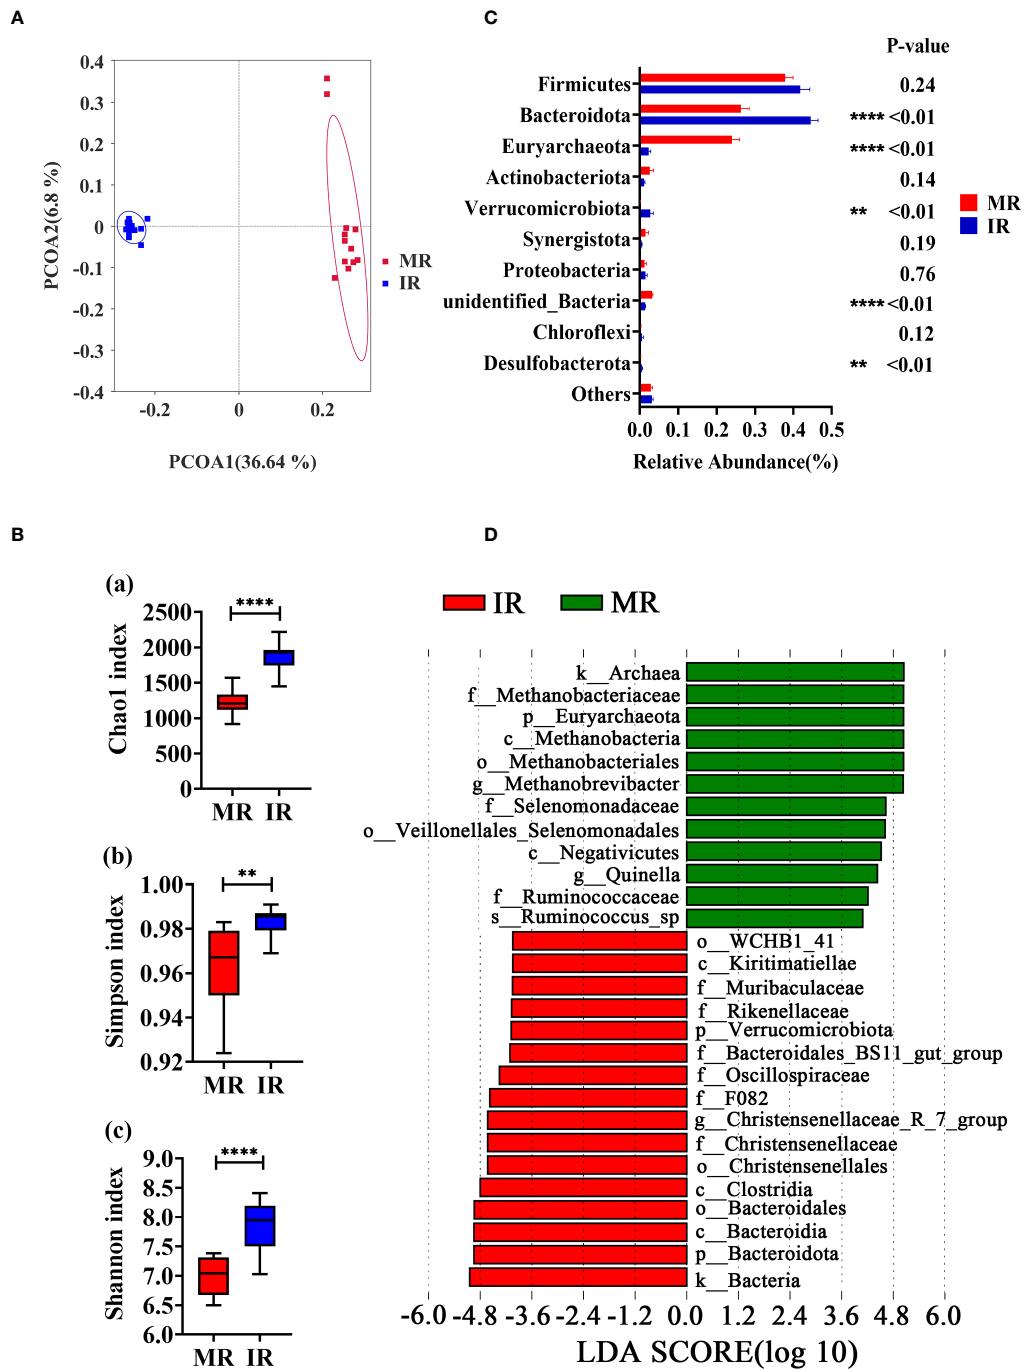 A
0.4
0.3
0.2
0.1
0
-0.1
-0.2
-0.3
-0.4
PCOA2(6.8 %)
-0.2
0
0.2
PCOA1(36.64 %)
MR
IR
C
P-value
Firmicutes
0.24
Bacteroidota
**** <0.01
Euryarchaeota
**** <0.01
Actinobacteriota
0.14
Verrucomicrobiota
** <0.01
Synergistota
0.19
Proteobacteria
0.76
unidentified_Bacteria
**** <0.01
Chloroflexi
0.12
Desulfobacterota
** <0.01
Others
0.0 0.1 0.2 0.3 0.4 0.5
Relative Abundance(%)
MR
IR
B
(a)
****
Chao1 index
2500
2000
1500
1000
500
0
MR IR
(b)
**
Simpson index
1.00
0.98
0.96
0.94
0.92
MR IR
(c)
****
Shannon index
9.0
8.5
8.0
7.5
7.0
6.5
6.0
MR IR
D
IR MR
k__Archaea
f__Methanobacteriaceae
p__Euryarchaeota
c__Methanobacteria
o__Methanobacteriales
g__Methanobrevibacter
f__Selenomonadaceae
o__Veillonellales_Selenomonadales
c__Negativicutes
g__Quinella
f__Ruminococcaceae
s__Ruminococcus_sp
o__WCHB1_41
c__Kiritimatiellae
f__Muribaculaceae
f__Rikenellaceae
p__Verrucomicrobiota
f__Bacteroidales_BS11_gut_group
f__Oscillospiraceae
f__F082
g__Christensenellaceae_R_7_group
f__Christensenellaceae
o__Christensenellales
c__Clostridia
o__Bacteroidales
c__Bacteroidia
p__Bacteroidota
k__Bacteria
-6.0 -4.8 -3.6 -2.4 -1.2 0.0 1.2 2.4 3.6 4.8 6.0
LDA SCORE(log 10)